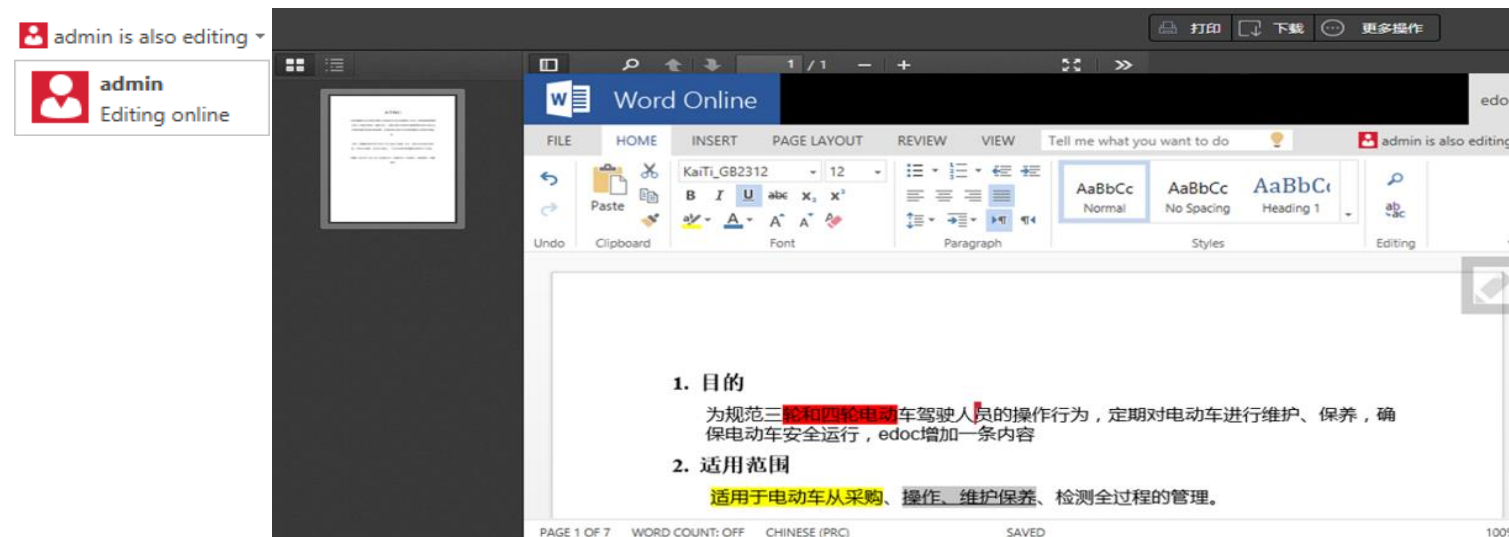 admin is also editing
admin
Editing online
打印 下载 更多操作
1 / 1
Word Online
edo
FILE HOME INSERT PAGE LAYOUT REVIEW VIEW Tell me what you want to do admin is also editing
KaiTi_GB2312 12
Paste
B I U abc x₂ x²
AaBbCc AaBbCc AaBbCc
Normal No Spacing Heading 1
Undo Clipboard Font Paragraph Styles Editing
1. 目的
为规范三轮和四轮电动车驾驶人员的操作行为，定期对电动车进行维护、保养，确
保电动车安全运行，edoc增加一条内容
2. 适用范围
适用于电动车从采购、操作、维护保养、检测全过程的管理。
PAGE 1 OF 7 WORD COUNT: OFF CHINESE (PRC) SAVED 100%